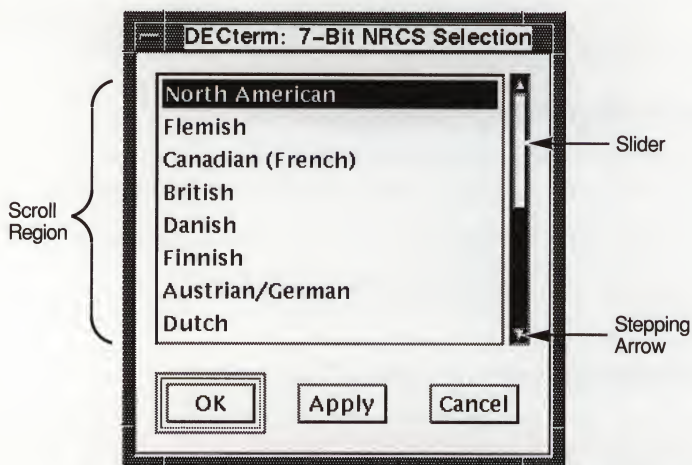 DECterm: 7-Bit NRCS Selection
North American
Flemish
Canadian (French)
British
Danish
Finnish
Austrian/German
Dutch
Scroll
Region
Slider
Stepping
Arrow
OK
Apply
Cancel